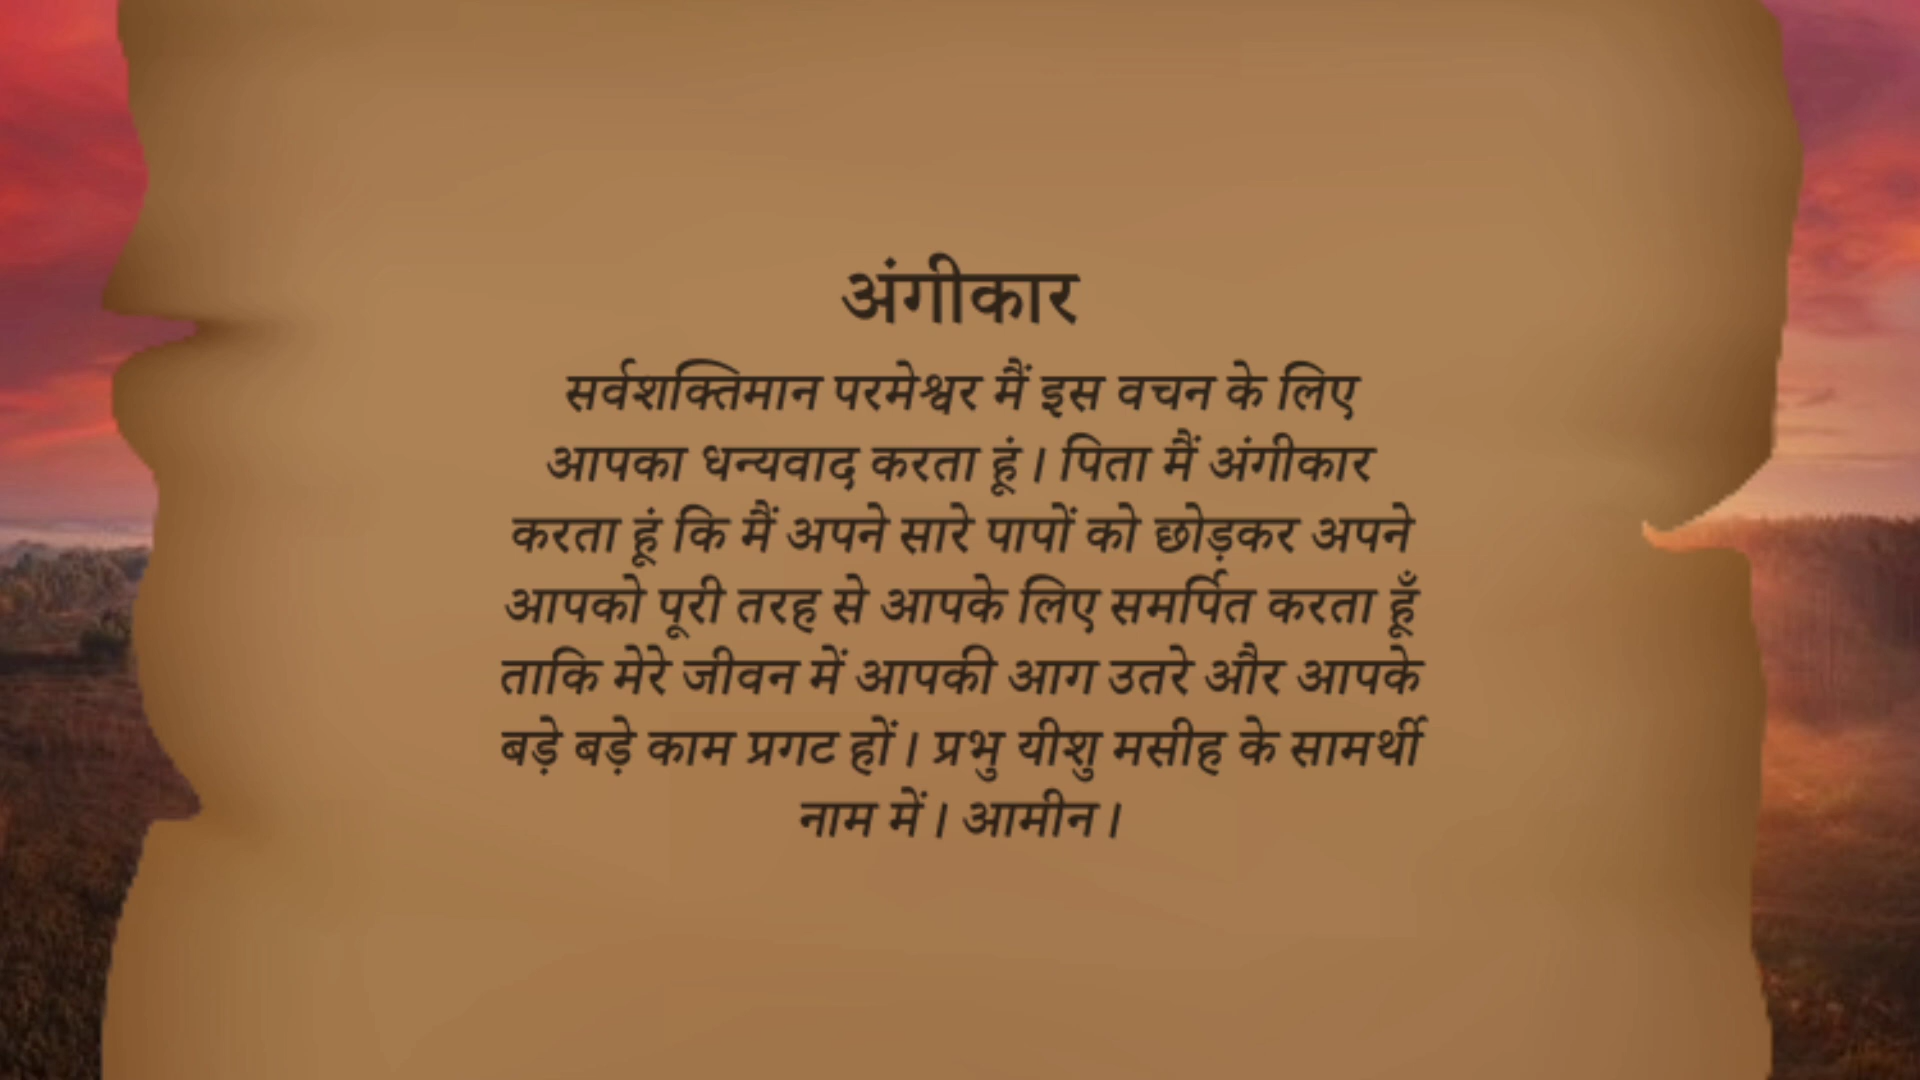 अंगीकार
सर्वशक्तिमान परमेश्वर मैं इस वचन के लिए
आपका धन्यवाद करता हूं। पिता मैं अंगीकार
करता हूं कि मैं अपने सारे पापों को छोड़कर अपने
आपको पूरी तरह से आपके लिए समर्पित करता हूँ
ताकि मेरे जीवन में आपकी आग उतरे और आपके
बड़े बड़े काम प्रगट हों। प्रभु यीशु मसीह के सामर्थी
नाम में। आमीन।